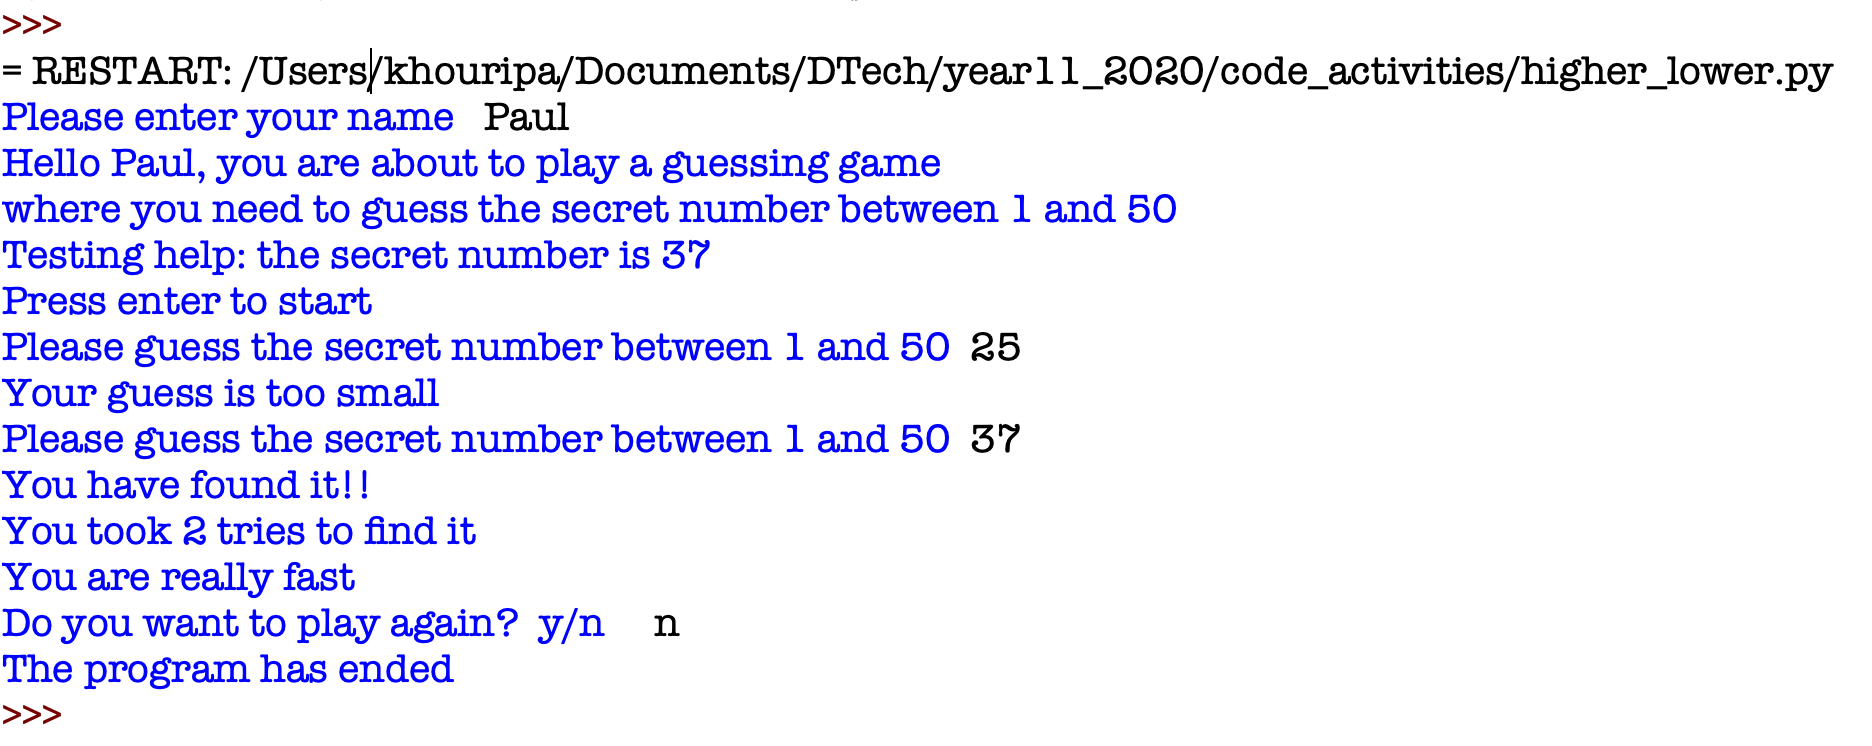 >>>
= RESTART: /Users/khouripa/Documents/DTech/year11_2020/code_activities/higher_lower.py
Please enter your name   Paul
Hello Paul, you are about to play a guessing game
where you need to guess the secret number between 1 and 50
Testing help: the secret number is 37
Press enter to start
Please guess the secret number between 1 and 50  25
Your guess is too small
Please guess the secret number between 1 and 50  37
You have found it!!
You took 2 tries to find it
You are really fast
Do you want to play again?  y/n    n
The program has ended
>>>